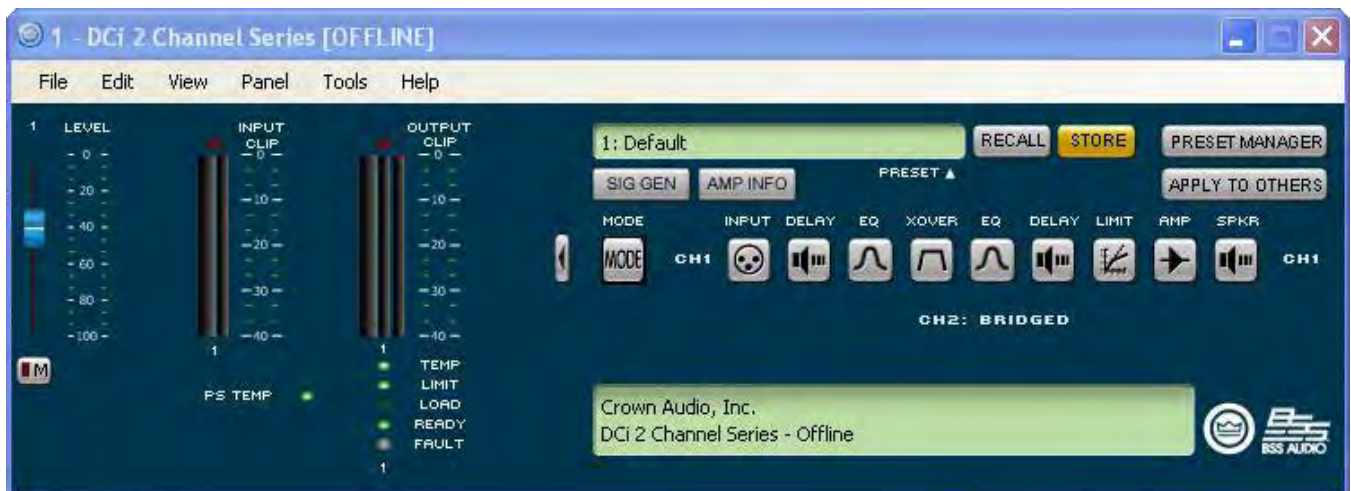 1 - DCi 2 Channel Series [OFFLINE]
File Edit View Panel Tools Help
1 LEVEL
- 0 -
- 20 -
- 40 -
- 60 -
- 80 -
- 100 -
M
INPUT
CLIP
- 0 -
- 10 -
- 20 -
- 30 -
- 40 -
1
PS TEMP
OUTPUT
CLIP
- 0 -
- 10 -
- 20 -
- 30 -
- 40 -
1
TEMP
LIMIT
LOAD
READY
FAULT
1
1: Default RECALL STORE PRESET MANAGER
SIG GEN AMP INFO PRESET ▲ APPLY TO OTHERS
MODE INPUT DELAY EQ XOVER EQ DELAY LIMIT AMP SPKR
MODE CH1 CH1
CH2: BRIDGED
Crown Audio, Inc.
DCi 2 Channel Series - Offline
BSS AUDIO